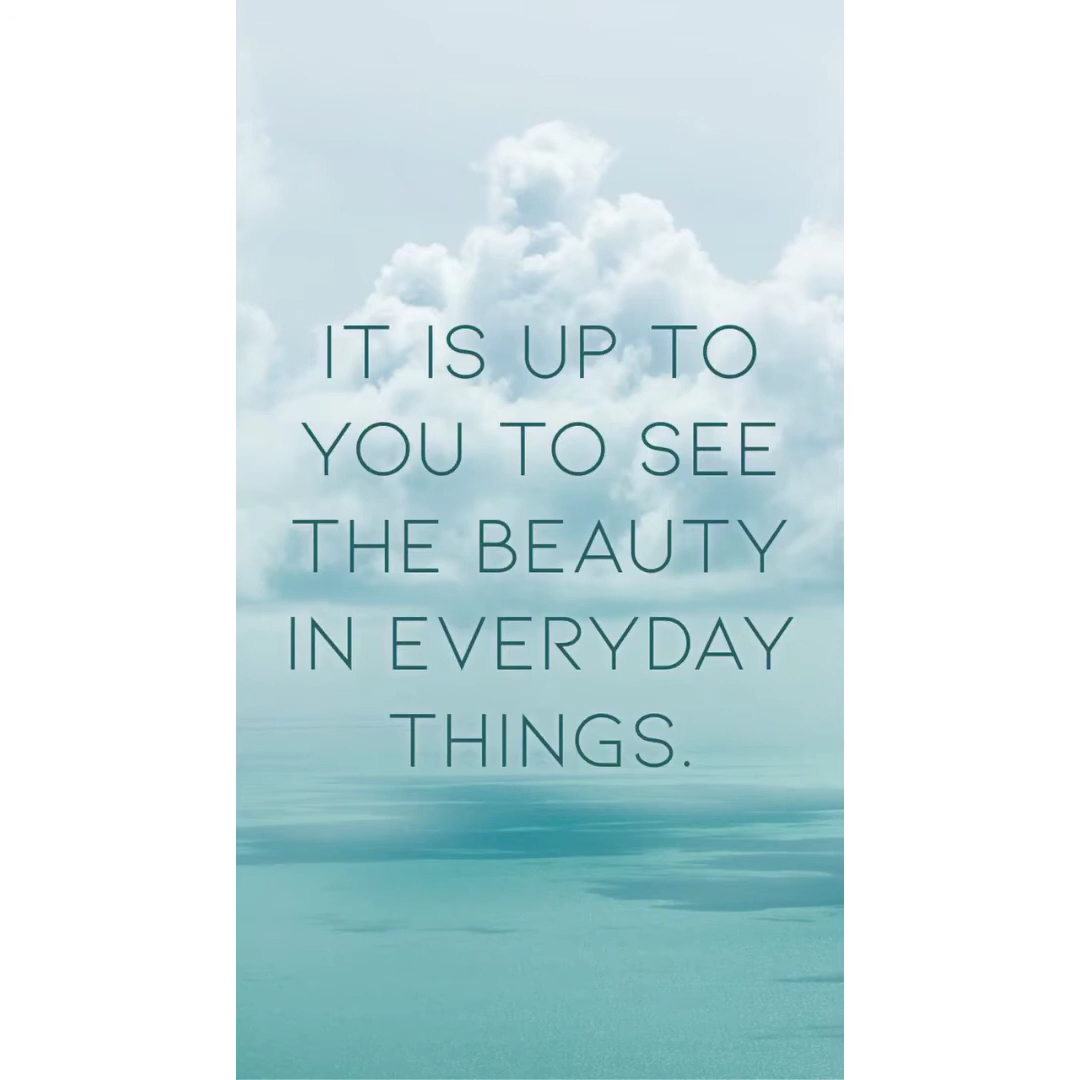 IT IS UP TO
YOU TO SEE
THE BEAUTY
IN EVERYDAY
THINGS.